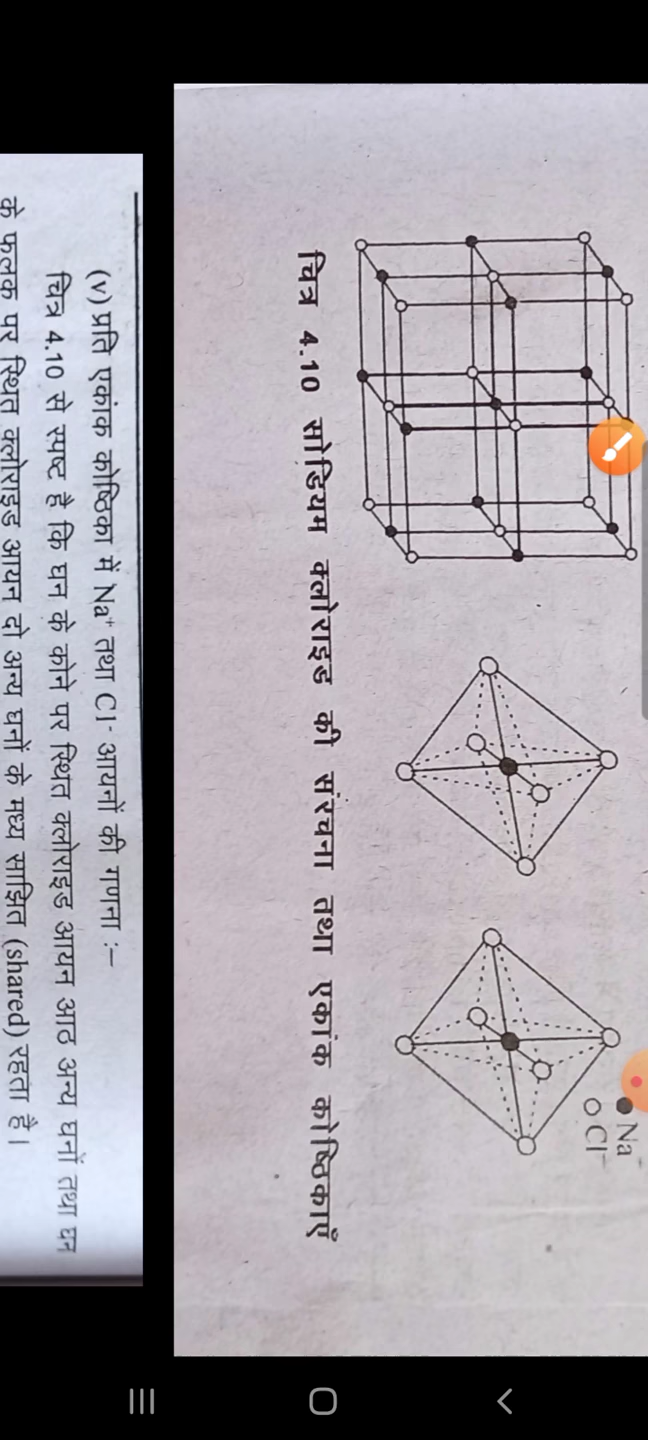 Na
Cl⁻
चित्र 4.10 सोडियम क्लोराइड की संरचना तथा एकांक कोष्ठिकाएँ
(v) प्रति एकांक कोष्ठिका में Na⁺ तथा Cl⁻ आयनों की गणना :–
चित्र 4.10 से स्पष्ट है कि घन के कोने पर स्थित क्लोराइड आयन आठ अन्य घनों तथा घन
के फलक पर स्थित क्लोराइड आयन दो अन्य घनों के मध्य साझित (shared) रहता है।